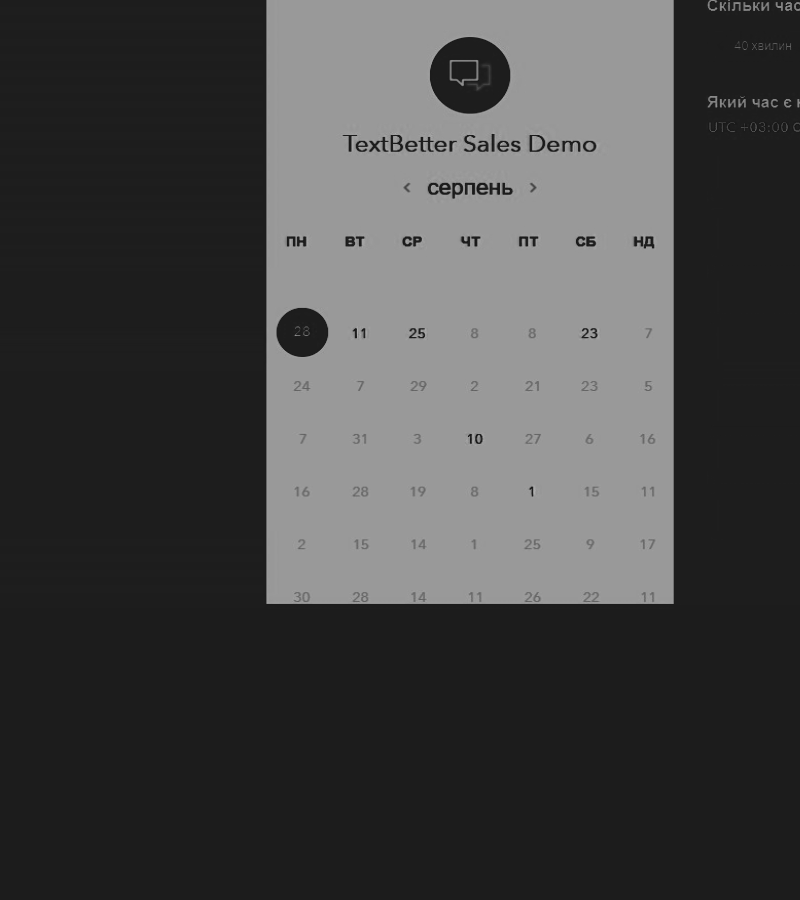 Скільки час
40 хвилин
Який час є
UTC +03:00
TextBetter Sales Demo
серпень
ПН ВТ СР ЧТ ПТ СБ НД
28 11 25 8 8 23 7
24 7 29 2 21 23 5
7 31 3 10 27 6 16
16 28 19 8 1 15 11
2 15 14 1 25 9 17
30 28 14 11 26 22 11